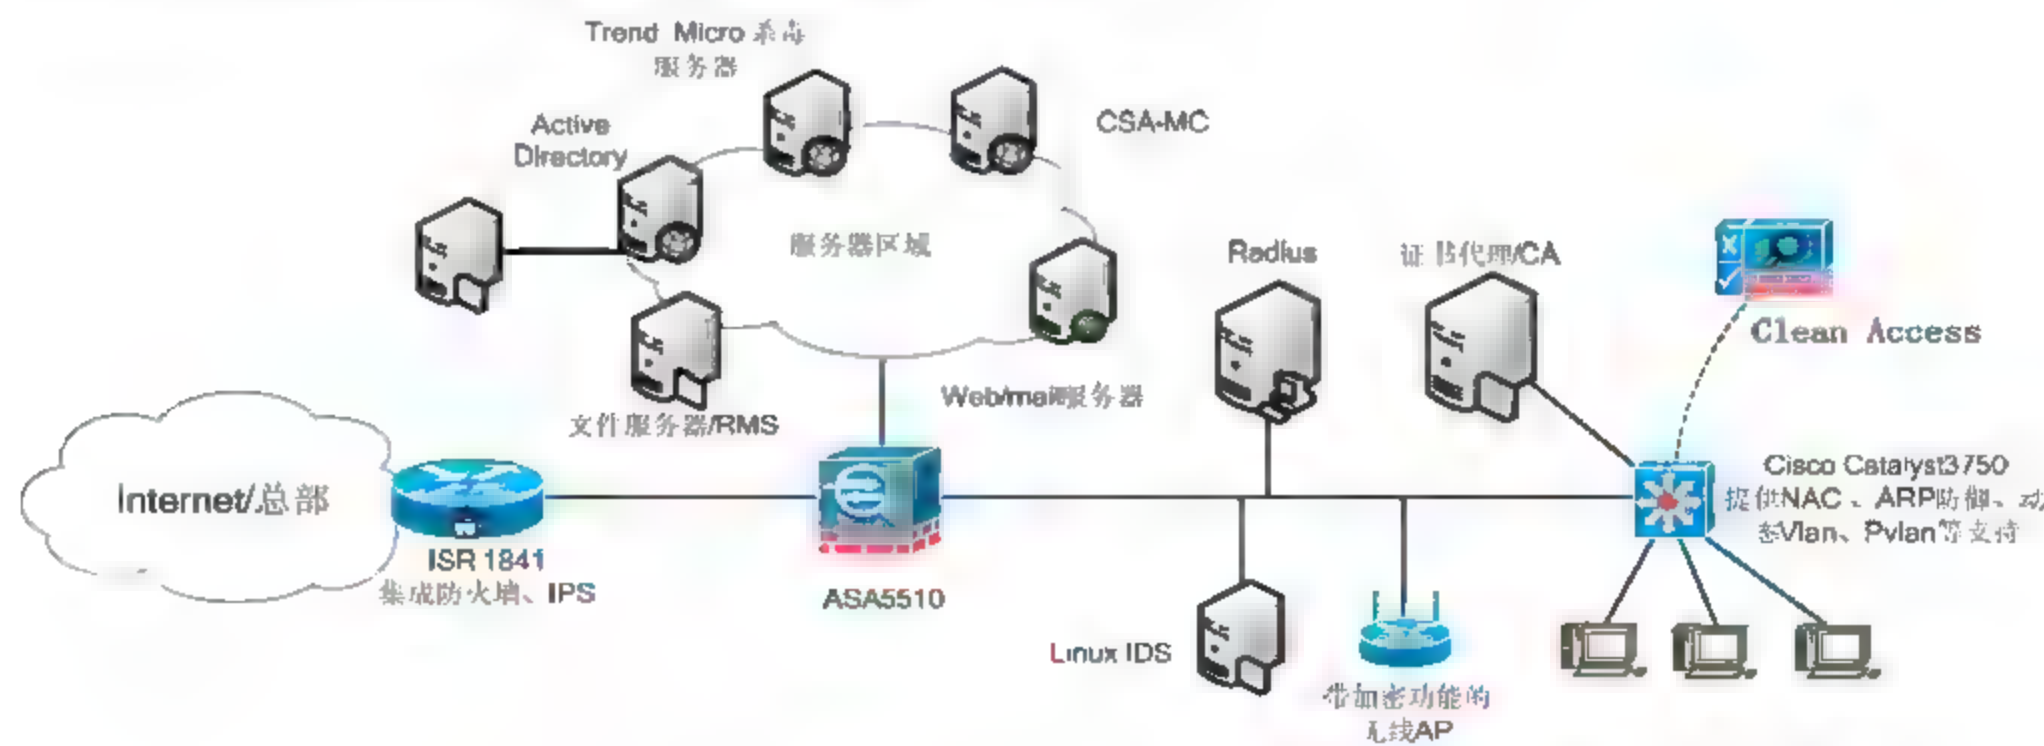 Trend Micro 杀毒
服务器
CSA-MC
Active
Directory
服务器区域
Radius
证书代理/CA
Clean Access
Web/mail服务器
文件服务器/RMS
Internet/总部
Cisco Catalyst3750
提供NAC、ARP防御、动
态Vlan、Pvlan等支持
ISR 1841
集成防火墙、IPS
ASA5510
Linux IDS
带加密功能的
无线AP